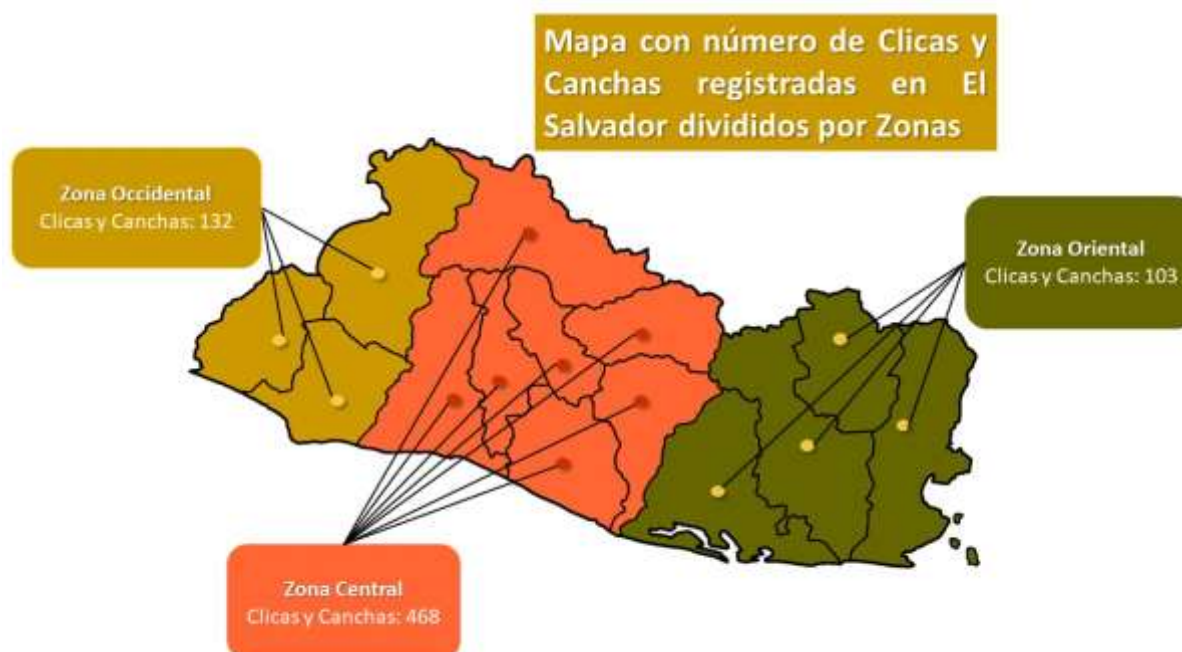 Mapa con número de Clicas y
Canchas registradas en El
Salvador divididos por Zonas
Zona Occidental
Clicas y Canchas: 132
Zona Oriental
Clicas y Canchas: 103
Zona Central
Clicas y Canchas: 468